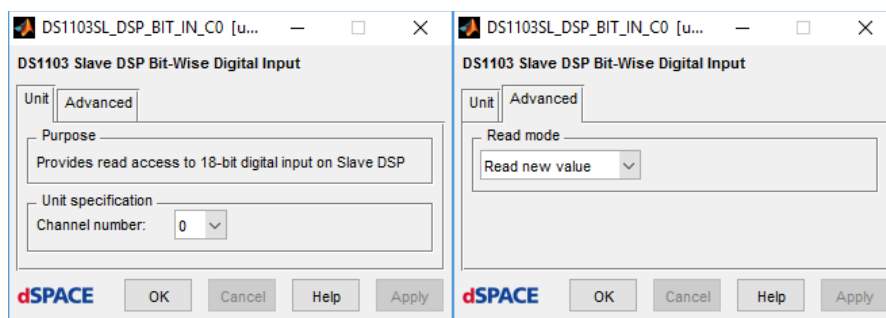 DS1103SL_DSP_BIT_IN_C0 [u...
DS1103 Slave DSP Bit-Wise Digital Input
Unit
Advanced
Purpose
Provides read access to 18-bit digital input on Slave DSP
Unit specification
Channel number:
0
dSPACE
OK
Cancel
Help
Apply
DS1103SL_DSP_BIT_IN_C0 [u...
DS1103 Slave DSP Bit-Wise Digital Input
Unit
Advanced
Read mode
Read new value
dSPACE
OK
Cancel
Help
Apply